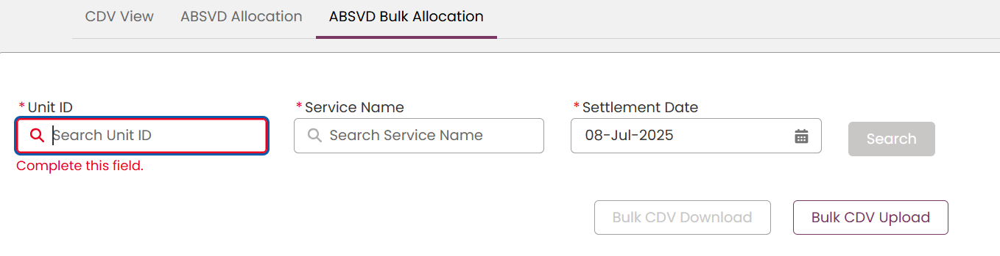 CDV View ABSVD Allocation ABSVD Bulk Allocation
*Unit ID *Service Name *Settlement Date
Search Unit ID Search Service Name 08-Jul-2025 Search
Complete this field.
Bulk CDV Download Bulk CDV Upload